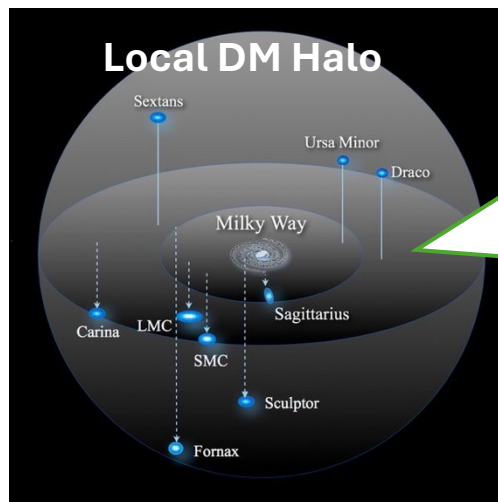 Local DM Halo
Sextans
Ursa Minor
Draco
Milky Way
Sagittarius
Carina
LMC
SMC
Sculptor
Fornax